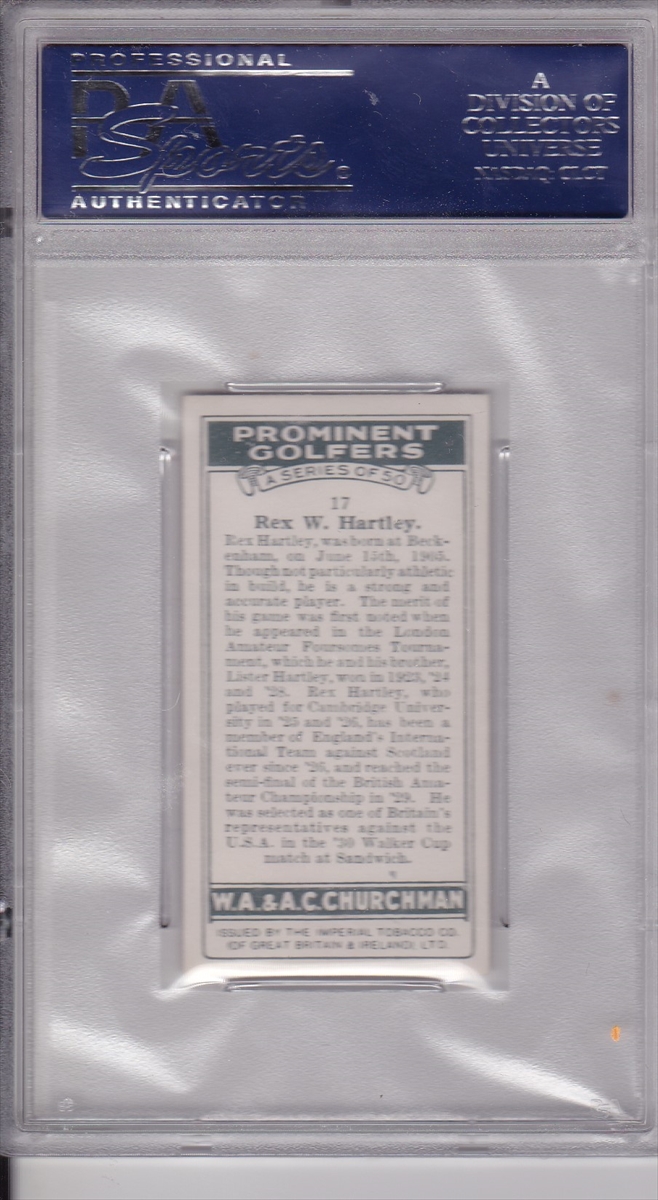 PROFESSIONAL
PSA
Sports
AUTHENTICATOR
A
DIVISION OF
COLLECTORS
UNIVERSE
NASDAQ: CLCT
PROMINENT
GOLFERS
A SERIES OF 50
17
Rex W. Hartley.
Rex Hartley, was born at Beck-
enham, on June 15th, 1905.
Though not particularly athletic
in build, he is a strong and
accurate player. The merit of
his game was first noted when
he appeared in the London
Amateur Foursomes Tourna-
ment, which he and his brother,
Lister Hartley, won in 1923, '24
and '28. Rex Hartley, who
played for Cambridge Univer-
sity in '25 and '26, has been a
member of England's Interna-
tional Team against Scotland
ever since '26, and reached the
semi-final of the British Ama-
teur Championship in '29. He
was selected as one of Britain's
representatives against the
U.S.A. in the '30 Walker Cup
match at Sandwich.
W.A.& A.C.CHURCHMAN
ISSUED BY THE IMPERIAL TOBACCO CO.
(OF GREAT BRITAIN & IRELAND) LTD.